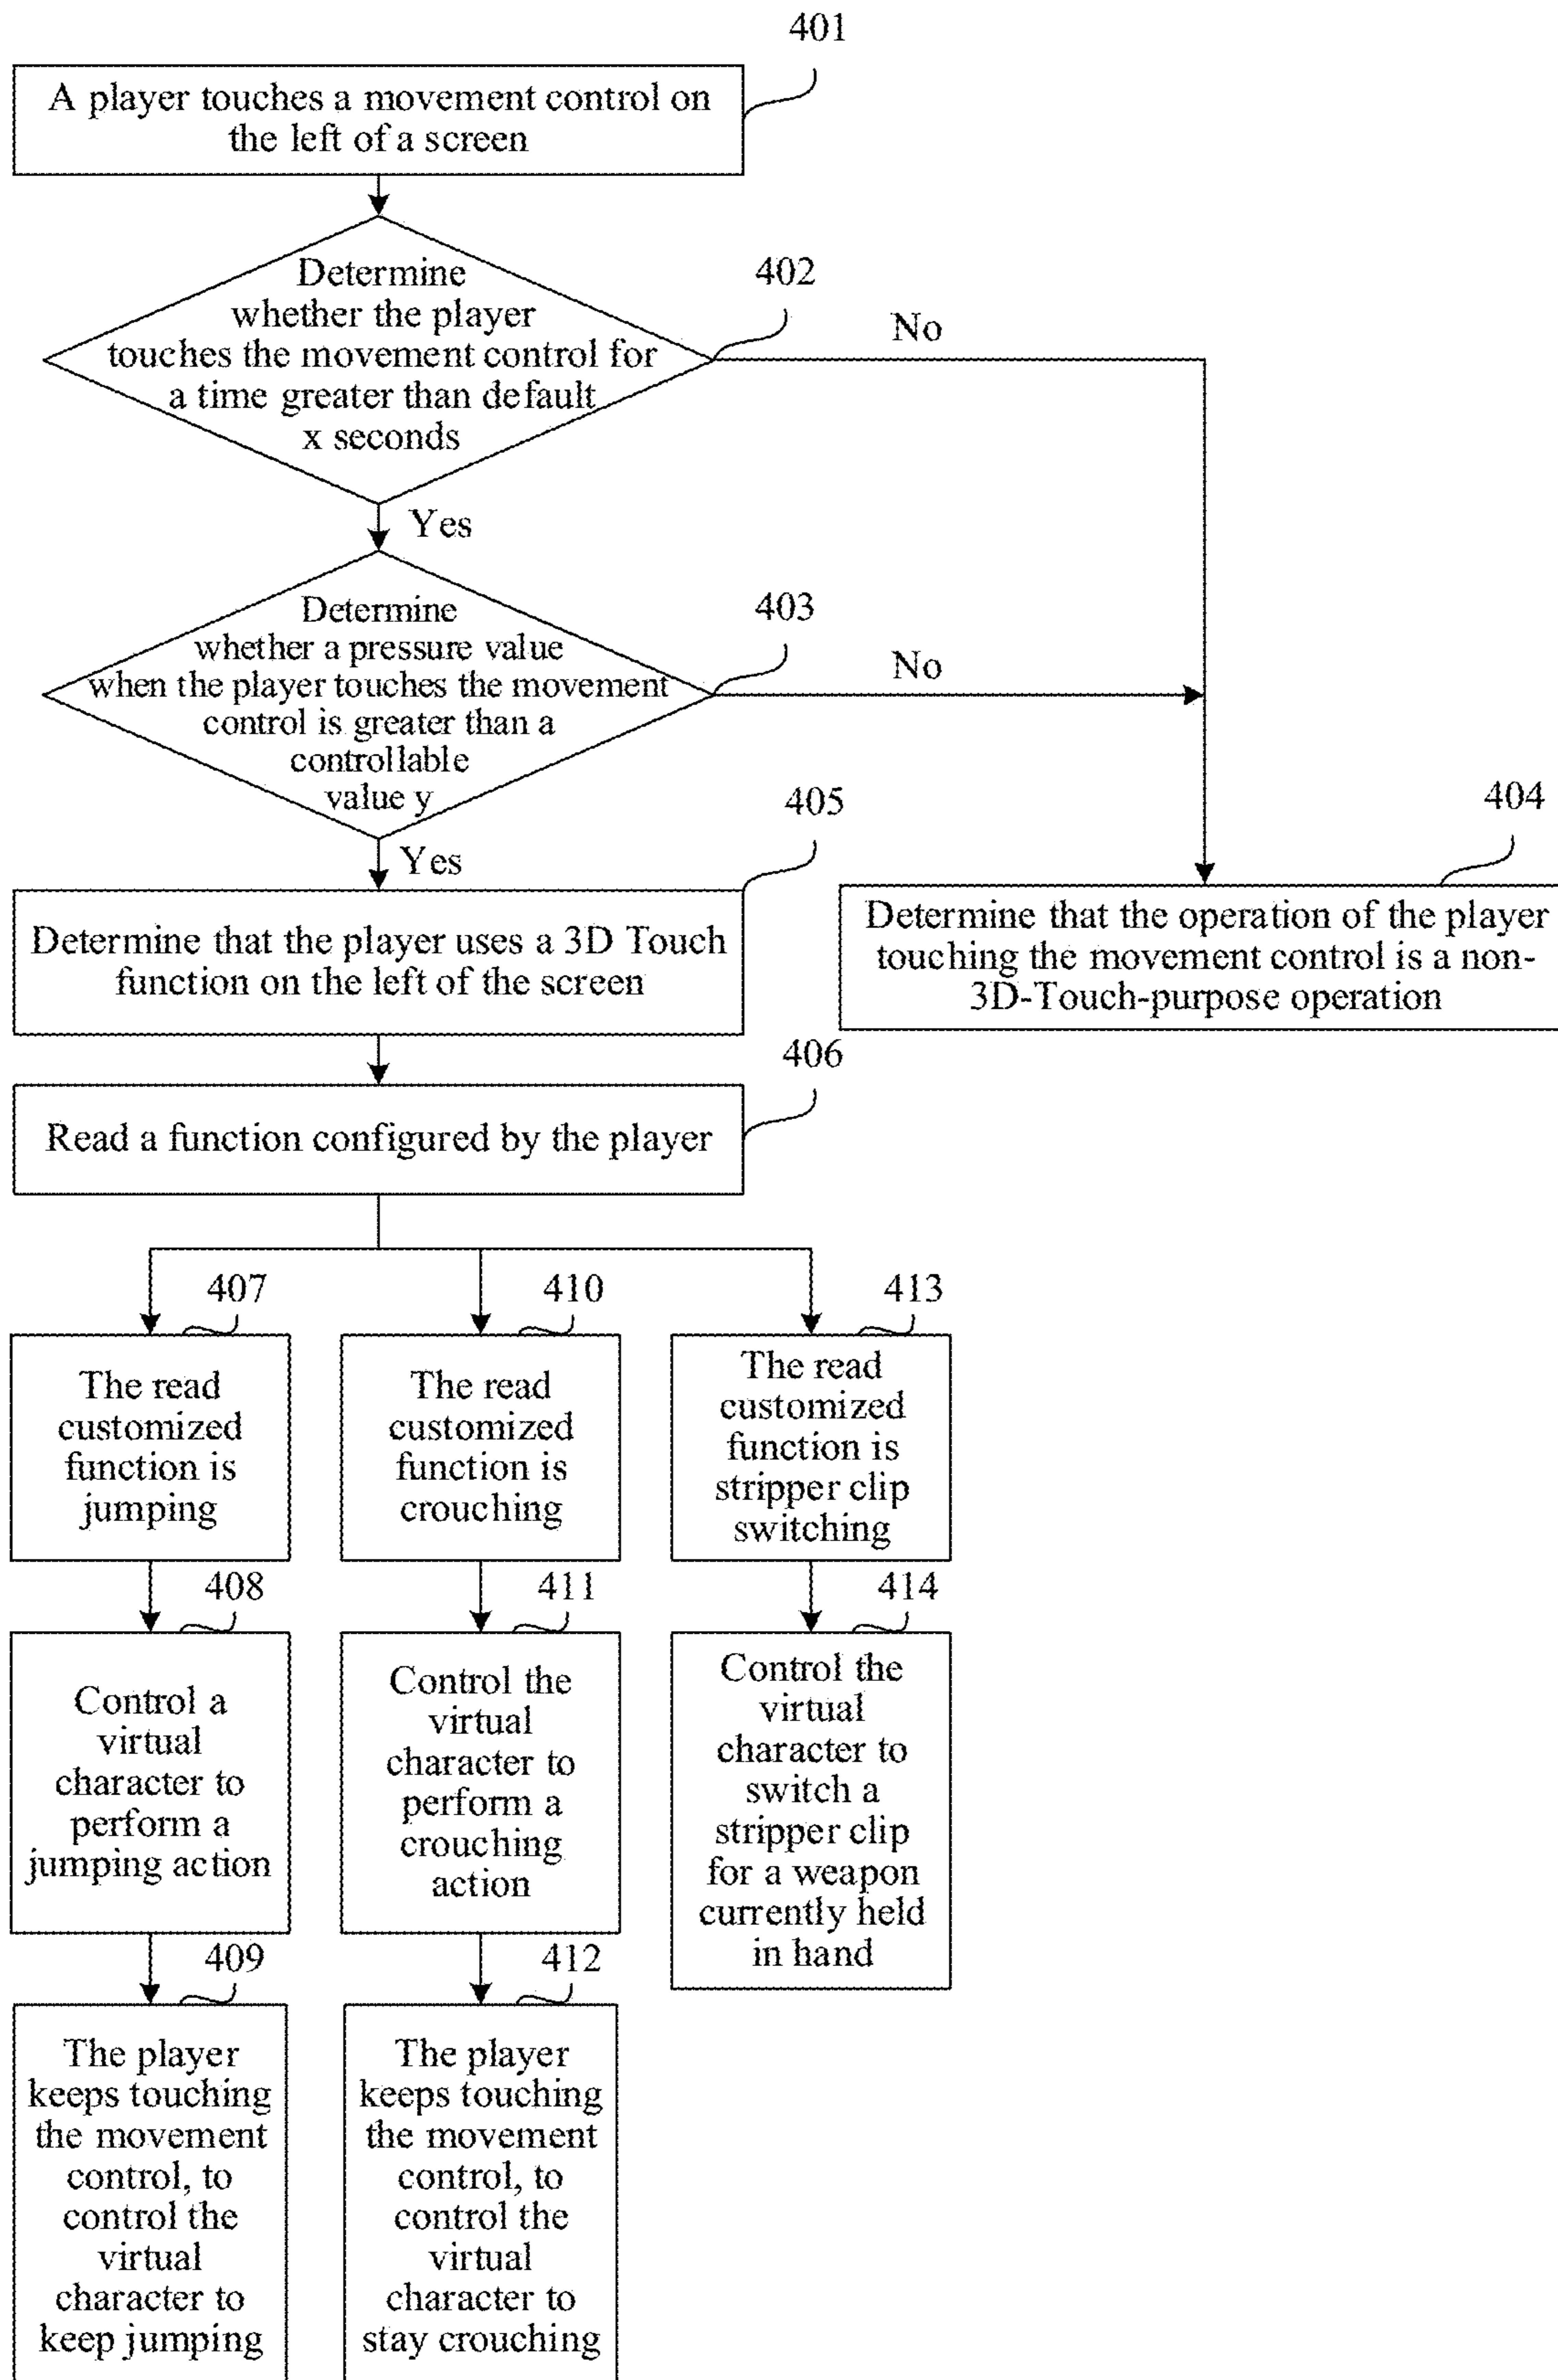 401
A player touches a movement control on
the left of a screen
402
Determine
whether the player
touches the movement control for
a time greater than default
x seconds
No
Yes
403
Determine
whether a pressure value
when the player touches the movement
control is greater than a
controllable
value y
No
Yes
405
Determine that the player uses a 3D Touch
function on the left of the screen
404
Determine that the operation of the player
touching the movement control is a non-
3D-Touch-purpose operation
406
Read a function configured by the player
407
The read
customized
function is
jumping
410
The read
customized
function is
crouching
413
The read
customized
function is
stripper clip
switching
408
Control a
virtual
character to
perform a
jumping action
411
Control the
virtual
character to
perform a
crouching
action
414
Control the
virtual
character to
switch a
stripper clip
for a weapon
currently held
in hand
409
The player
keeps touching
the movement
control, to
control the
virtual
character to
keep jumping
412
The player
keeps touching
the movement
control, to
control the
virtual
character to
stay crouching